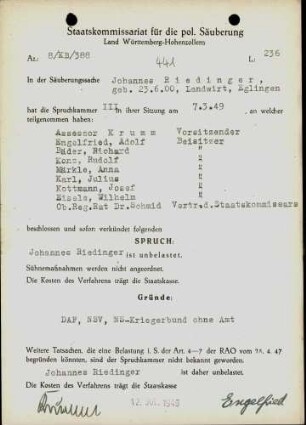 Staatskommissariat für die pol. Säuberung
Land Württemberg-Hohenzollern
Az.: 8/KB/388
441
L: 236
In der Säuberungssache Johannes Riedinger,
geb. 23.6.00, Landwirt, Eglingen
hat die Spruchkammer III in ihrer Sitzung am 7.3.49, an welcher
teilgenommen haben:
Assessor Krumm Vorsitzender
Engelfried, Adolf Beisitzer
Bader, Richard "
Konz, Rudolf "
Märkle, Anna "
Karl, Julius "
Kottmann, Josef "
Eisele, Wilhelm "
Ob.Reg.Rat Dr.Schmid Vertr.d.Staatskommissars
beschlossen und sofort verkündet folgenden
SPRUCH:
Johannes Riedinger ist unbelastet.
Sühnemaßnahmen werden nicht angeordnet.
Die Kosten des Verfahrens trägt die Staatskasse.
Gründe:
DAF, NSV, NS-Kriegerbund ohne Amt
Weitere Tatsachen, die eine Belastung i. S. der Art. 4-7 der RAO vom 28. 4. 47
begründen könnten, sind der Spruchkammer nicht bekannt geworden.
Johannes Riedinger ist daher unbelastet.
Die Kosten des Verfahrens trägt die Staatskasse.
1949
Engelfried